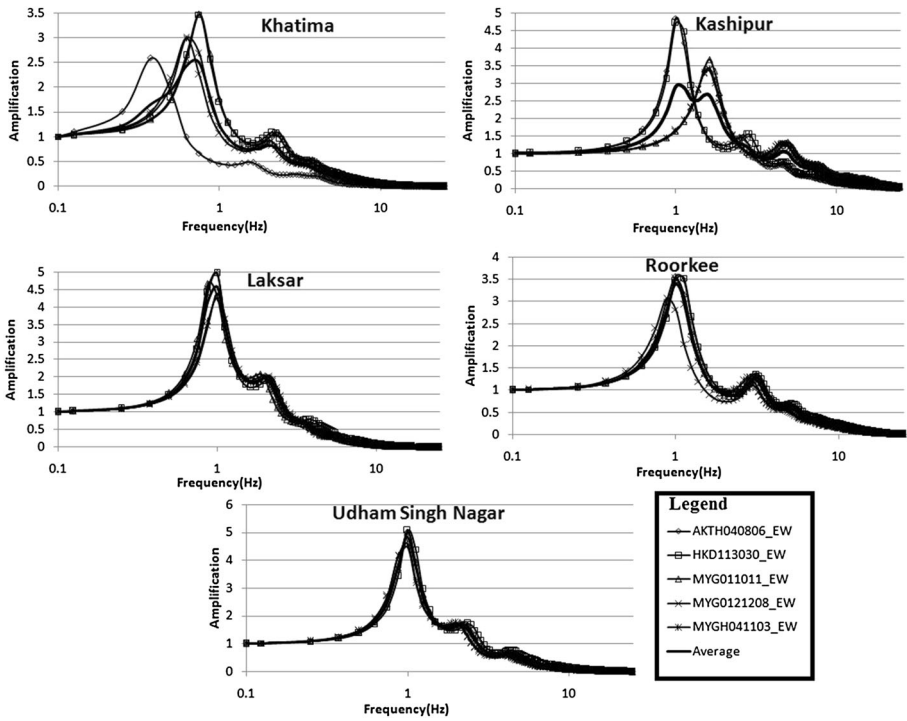 Khatima
Amplification
3.5
3
2.5
2
1.5
1
0.5
0
0.1
1
10
Frequency(Hz)
Kashipur
Amplification
5
4.5
4
3.5
3
2.5
2
1.5
1
0.5
0
0.1
1
10
Frequency(Hz)
Laksar
Amplification
5
4.5
4
3.5
3
2.5
2
1.5
1
0.5
0
0.1
1
10
Frequency(Hz)
Roorkee
Amplification
4
3.5
3
2.5
2
1.5
1
0.5
0
0.1
1
10
Frequency(Hz)
Udham Singh Nagar
Amplification
6
5
4
3
2
1
0
0.1
1
10
Frequency(Hz)
Legend
AKTH040806_EW
HKD113030_EW
MYG011011_EW
MYG0121208_EW
MYGH041103_EW
Average